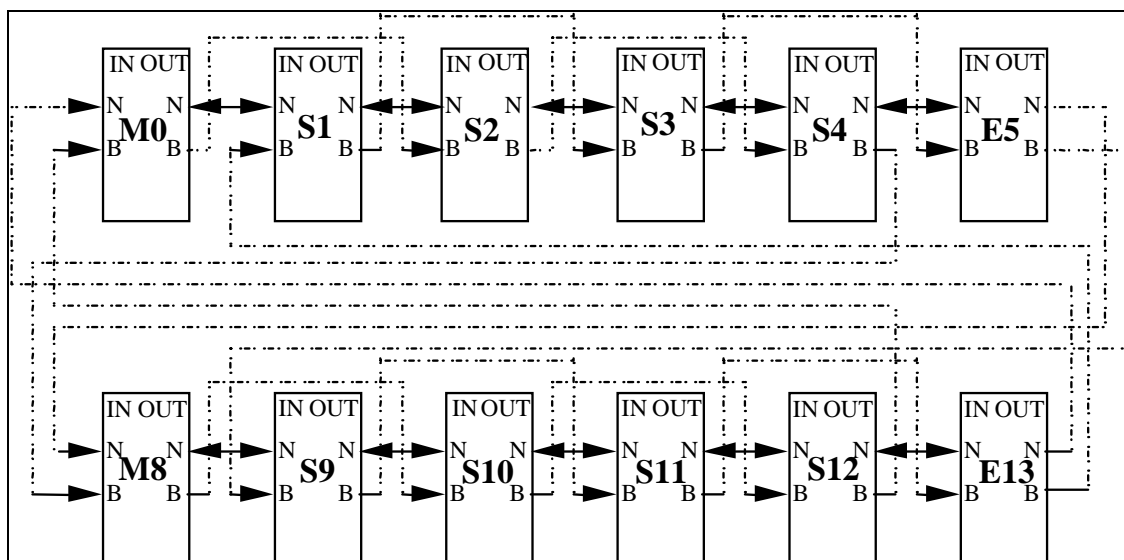 IN OUT IN OUT IN OUT IN OUT IN OUT IN OUT
N N N N N N N N N N N N
M0 S1 S2 S3 S4 E5
B B B B B B B B B B B B
IN OUT IN OUT IN OUT IN OUT IN OUT IN OUT
N N N N N N N N N N N N
M8 S9 S10 S11 S12 E13
B B B B B B B B B B B B